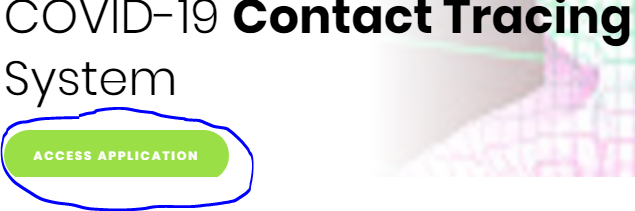 COVID-19 Contact Tracing
System
ACCESS APPLICATION